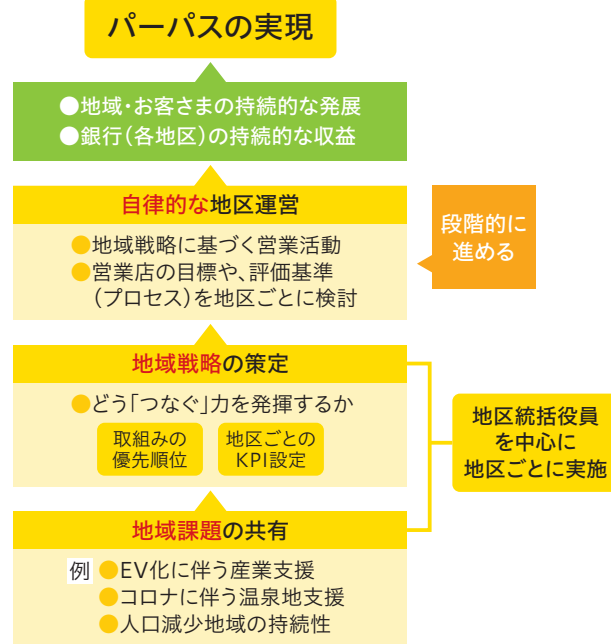 パーパスの実現
●地域・お客さまの持続的な発展
●銀行（各地区）の持続的な収益
自律的な地区運営
●地域戦略に基づく営業活動
●営業店の目標や、評価基準
（プロセス）を地区ごとに検討
段階的に
進める
地域戦略の策定
●どう「つなぐ」力を発揮するか
取組みの
優先順位
地区ごとの
KPI設定
地区統括役員
を中心に
地区ごとに実施
地域課題の共有
例 ●EV化に伴う産業支援
●コロナに伴う温泉地支援
●人口減少地域の持続性